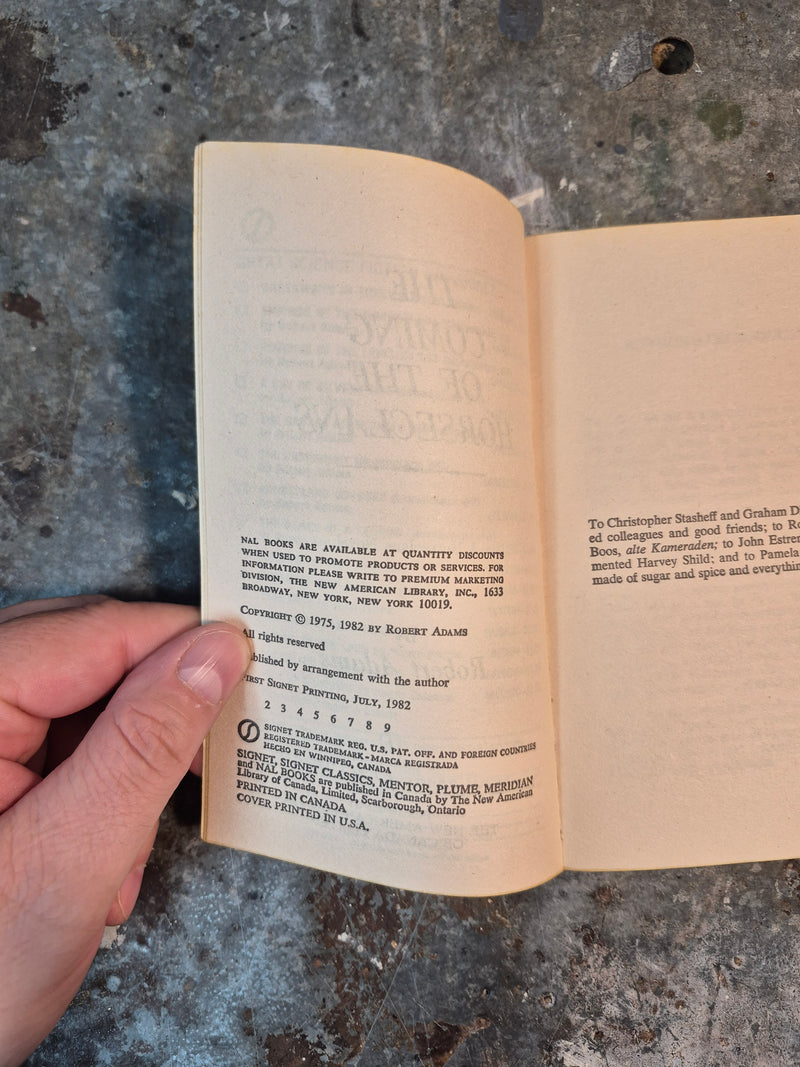 THE
COMING
OF THE
HORSECLANS
NAL BOOKS ARE AVAILABLE AT QUANTITY DISCOUNTS
WHEN USED TO PROMOTE PRODUCTS OR SERVICES. FOR
INFORMATION PLEASE WRITE TO PREMIUM MARKETING
DIVISION, THE NEW AMERICAN LIBRARY, INC., 1633
BROADWAY, NEW YORK, NEW YORK 10019.
COPYRIGHT © 1975, 1982 BY ROBERT ADAMS
All rights reserved
ublished by arrangement with the author
FIRST SIGNET PRINTING, JULY, 1982
2 3 4 5 6 7 8 9
SIGNET TRADEMARK REG. U.S. PAT. OFF. AND FOREIGN COUNTRIES
REGISTERED TRADEMARK-MARCA REGISTRADA
HECHO EN WINNIPEG, CANADA
SIGNET, SIGNET CLASSICS, MENTOR, PLUME, MERIDIAN
and NAL BOOKS are published in Canada by The New American
Library of Canada, Limited, Scarborough, Ontario
PRINTED IN CANADA
COVER PRINTED IN U.S.A.
To Christopher Stasheff and Graham D
ed colleagues and good friends; to Ro
Boos, alte Kameraden; to John Estren
mented Harvey Shild; and to Pamela
made of sugar and spice and everythin